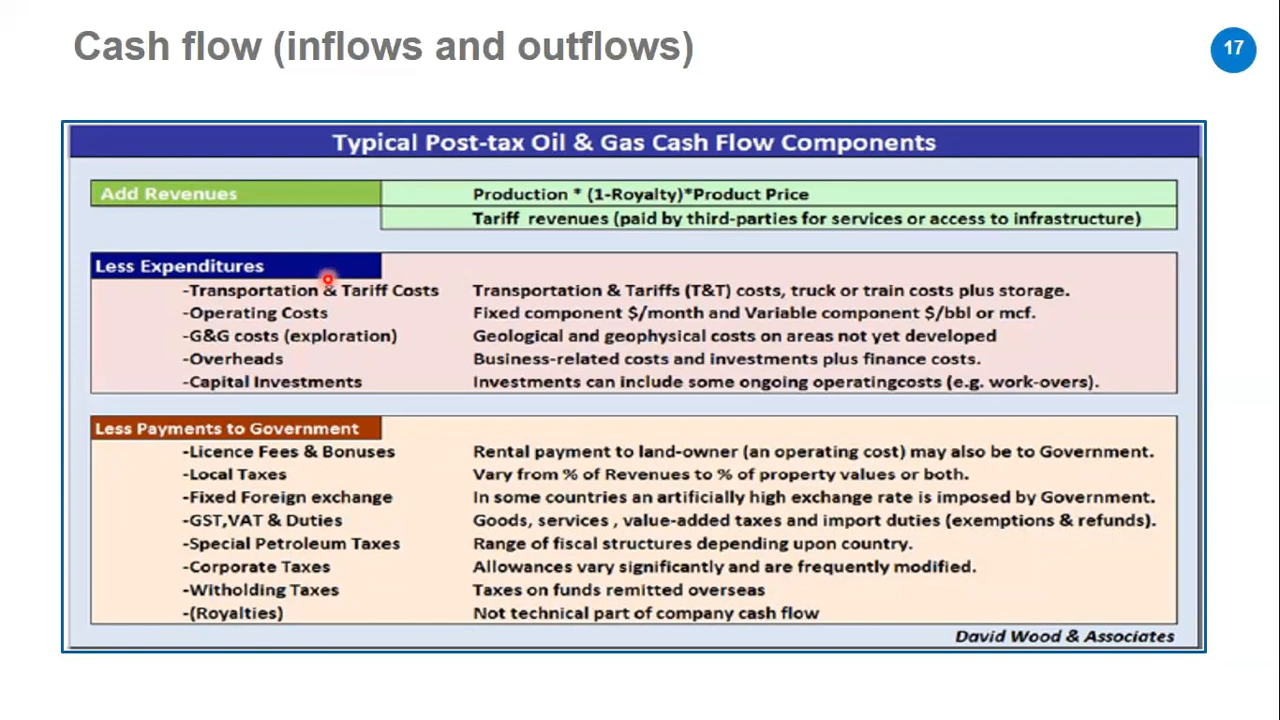 Cash flow (inflows and outflows)
17
Typical Post-tax Oil & Gas Cash Flow Components
Add Revenues Production * (1-Royalty)*Product Price
Tariff revenues (paid by third-parties for services or access to infrastructure)
Less Expenditures
-Transportation & Tariff Costs Transportation & Tariffs (T&T) costs, truck or train costs plus storage.
-Operating Costs Fixed component $/month and Variable component $/bbl or mcf.
-G&G costs (exploration) Geological and geophysical costs on areas not yet developed
-Overheads Business-related costs and investments plus finance costs.
-Capital Investments Investments can include some ongoing operatingcosts (e.g. work-overs).
Less Payments to Government
-Licence Fees & Bonuses Rental payment to land-owner (an operating cost) may also be to Government.
-Local Taxes Vary from % of Revenues to % of property values or both.
-Fixed Foreign exchange In some countries an artificially high exchange rate is imposed by Government.
-GST,VAT & Duties Goods, services , value-added taxes and import duties (exemptions & refunds).
-Special Petroleum Taxes Range of fiscal structures depending upon country.
-Corporate Taxes Allowances vary significantly and are frequently modified.
-Witholding Taxes Taxes on funds remitted overseas
-(Royalties) Not technical part of company cash flow
David Wood & Associates